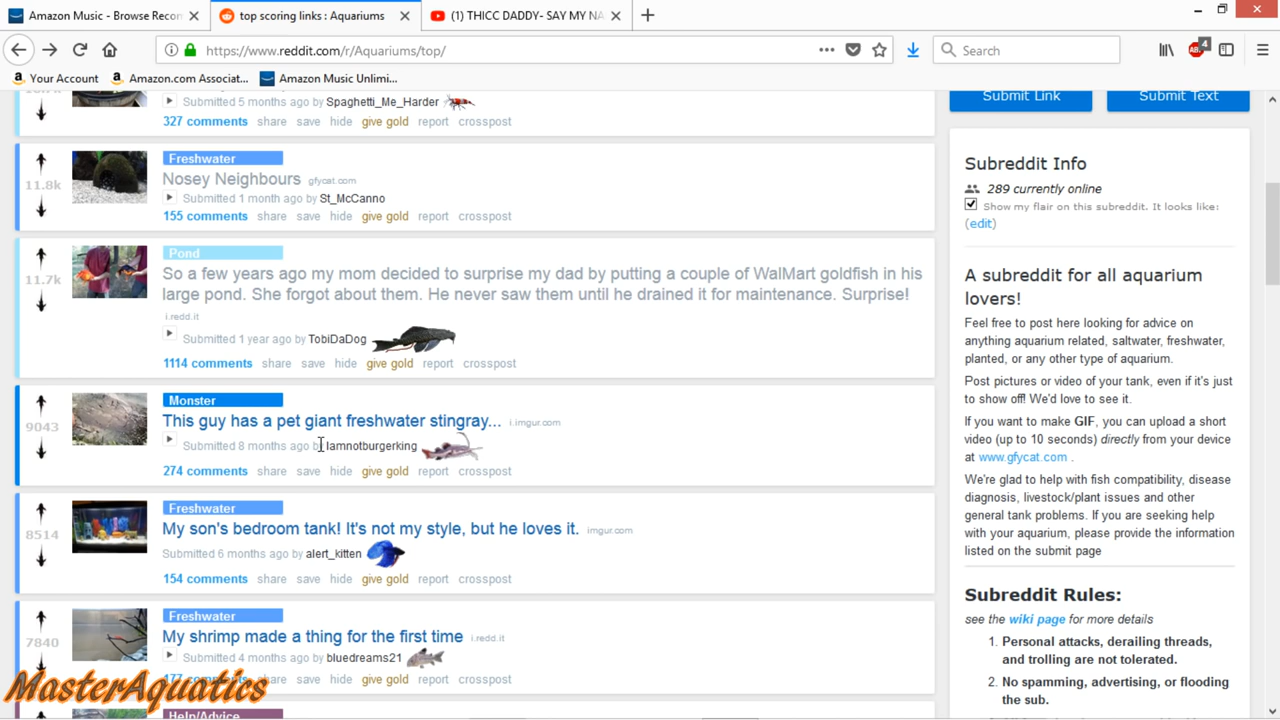 Amazon Music - Browse Recon
top scoring links : Aquariums
(1) THICC DADDY- SAY MY NA
https://www.reddit.com/r/Aquariums/top/
Search
4
Your Account
Amazon.com Associat...
Amazon Music Unlimi...
Submitted 5 months ago by Spaghetti_Me_Harder
327 comments share save hide give gold report crosspost
Freshwater
11.8k
Nosey Neighbours gfycat.com
Submitted 1 month ago by St_McCanno
155 comments share save hide give gold report crosspost
Pond
11.7k
So a few years ago my mom decided to surprise my dad by putting a couple of WalMart goldfish in his
large pond. She forgot about them. He never saw them until he drained it for maintenance. Surprise!
i.redd.it
Submitted 1 year ago by TobiDaDog
1114 comments share save hide give gold report crosspost
Monster
9043
This guy has a pet giant freshwater stingray... i.imgur.com
Submitted 8 months ago by Iamnotburgerking
274 comments share save hide give gold report crosspost
Freshwater
8514
My son's bedroom tank! It's not my style, but he loves it. imgur.com
Submitted 6 months ago by alert_kitten
154 comments share save hide give gold report crosspost
Freshwater
7840
My shrimp made a thing for the first time i.redd.it
Submitted 4 months ago by bluedreams21
177 comments share save hide give gold report crosspost
Help/Advice
MasterAquatics
Submit Link
Submit Text
Subreddit Info
289 currently online
Show my flair on this subreddit. It looks like:
(edit)
A subreddit for all aquarium
lovers!
Feel free to post here looking for advice on
anything aquarium related, saltwater, freshwater,
planted, or any other type of aquarium.
Post pictures or video of your tank, even if it's just
to show off! We'd love to see it.
If you want to make GIF, you can upload a short
video (up to 10 seconds) directly from your device
at www.gfycat.com .
We're glad to help with fish compatibility, disease
diagnosis, livestock/plant issues and other
general tank problems. If you are seeking help
with your aquarium, please provide the information
listed on the submit page
Subreddit Rules:
see the wiki page for more details
1. Personal attacks, derailing threads,
and trolling are not tolerated.
2. No spamming, advertising, or flooding
the sub.